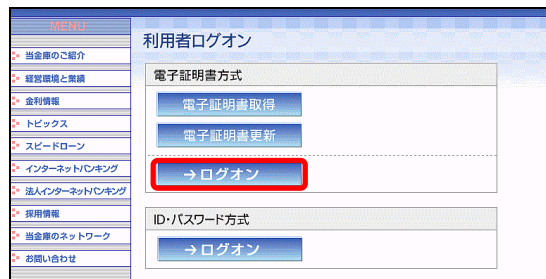 MENU
当金庫のご紹介
経営環境と業績
金利情報
トピックス
スピードローン
インターネットバンキング
法人インターネットバンキング
採用情報
当金庫のネットワーク
お問い合わせ
利用者ログオン
電子証明書方式
電子証明書取得
電子証明書更新
→ログオン
ID・パスワード方式
→ログオン